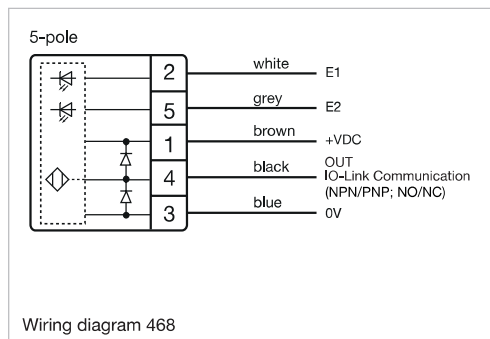 5-pole
2 white E1
5 grey E2
1 brown +VDC
4 black OUT
IO-Link Communication
(NPN/PNP; NO/NC)
3 blue 0V
Wiring diagram 468